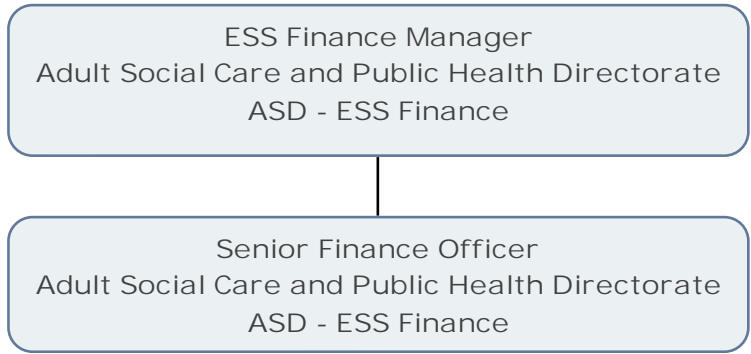 ESS Finance Manager
Adult Social Care and Public Health Directorate
ASD - ESS Finance
Senior Finance Officer
Adult Social Care and Public Health Directorate
ASD - ESS Finance